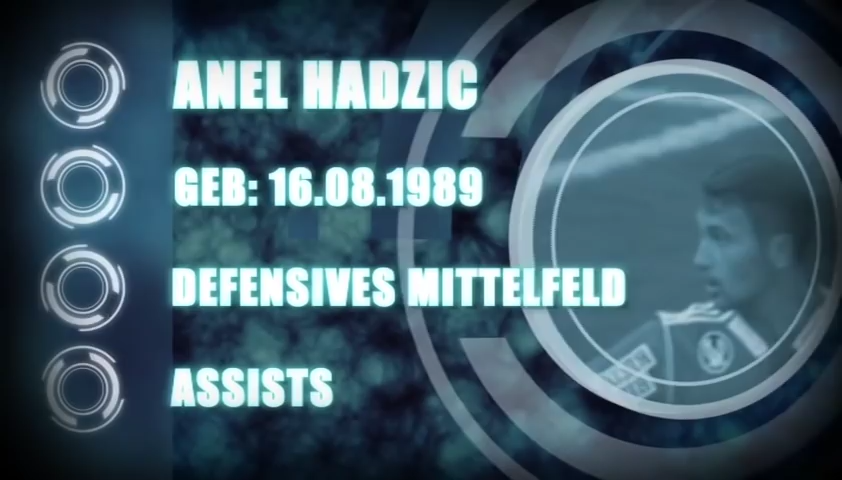 ANEL HADZIC
GEB: 16.08.1989
DEFENSIVES MITTELFELD
ASSISTS